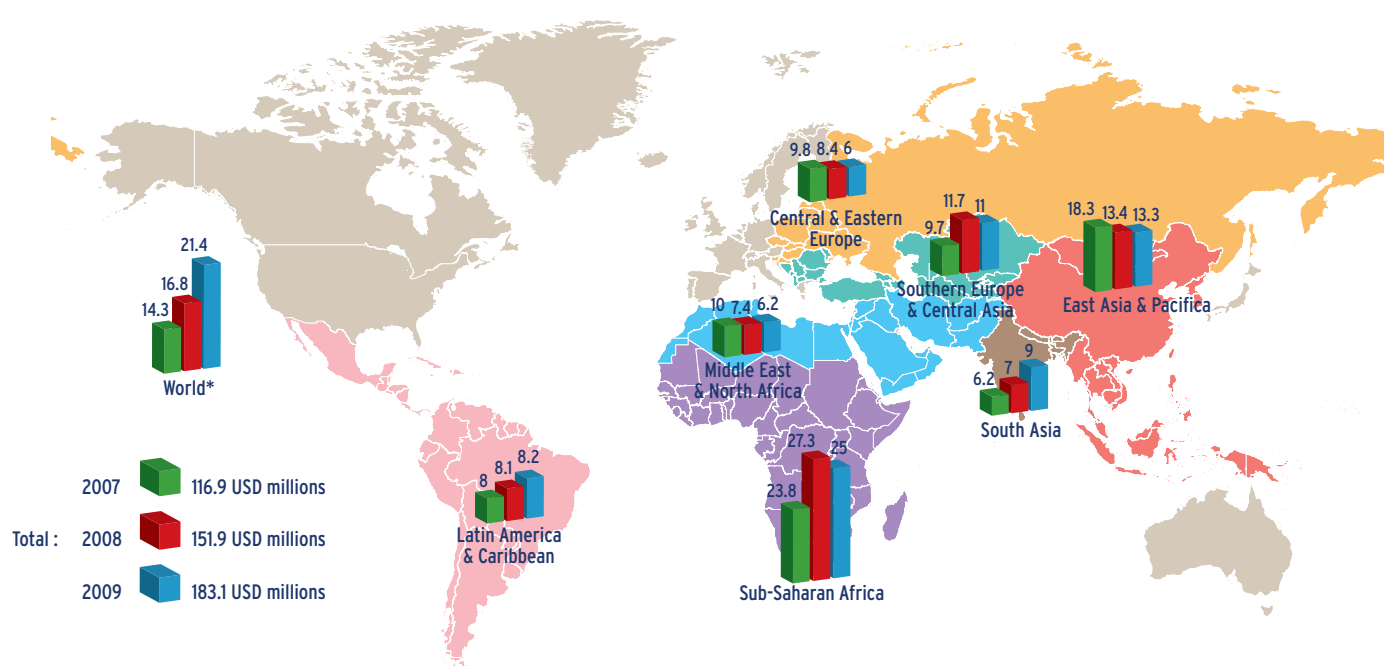 9.8 8.4 6
Central & Eastern
Europe
9.7 11.7 11
Southern Europe
& Central Asia
18.3 13.4 13.3
East Asia & Pacifica
14.3 16.8 21.4
World*
10 7.4 6.2
Middle East
& North Africa
6.2 7 9
South Asia
8 8.1 8.2
Latin America
& Caribbean
23.8 27.3 25
Sub-Saharan Africa
2007 116.9 USD millions
Total : 2008 151.9 USD millions
2009 183.1 USD millions